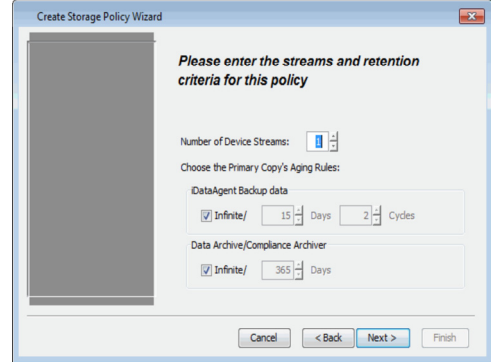 Create Storage Policy Wizard
Please enter the streams and retention
criteria for this policy
Number of Device Streams: 1
Choose the Primary Copy's Aging Rules:
iDataAgent Backup data
Infinite/ 15 Days 2 Cycles
Data Archive/Compliance Archiver
Infinite/ 365 Days
Cancel < Back Next > Finish